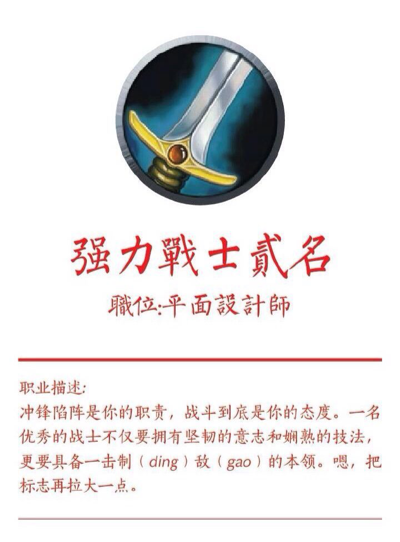 强力戰士貳名
職位:平面設計師
职业描述:
冲锋陷阵是你的职责，战斗到底是你的态度。一名
优秀的战士不仅要拥有坚韧的意志和娴熟的技法，
更要具备一击制（ding）敌（gao）的本领。嗯，把
标志再拉大一点。